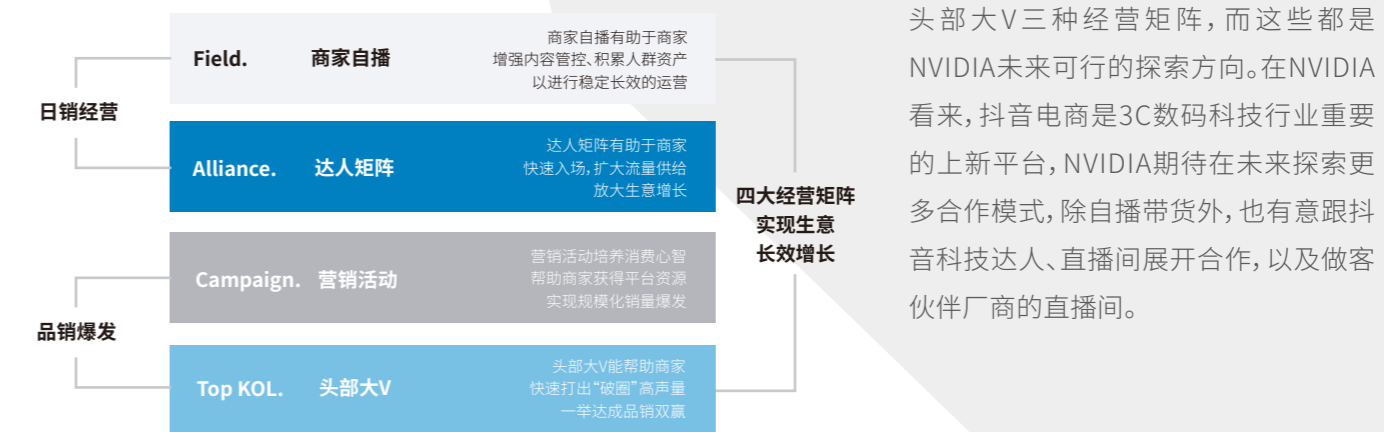 日销经营
Field. 商家自播
商家自播有助于商家
增强内容管控、积累人群资产
以进行稳定长效的运营
Alliance. 达人矩阵
达人矩阵有助于商家
快速入场,扩大流量供给
放大生意增长
品销爆发
Campaign. 营销活动
营销活动培养消费心智
帮助商家获得平台资源
实现规模化销量爆发
Top KOL. 头部大V
头部大V能帮助商家
快速打出“破圈”高声量
一举达成品销双赢
四大经营矩阵
实现生意
长效增长
头部大V三种经营矩阵,而这些都是
NVIDIA未来可行的探索方向。在NVIDIA
看来,抖音电商是3C数码科技行业重要
的上新平台,NVIDIA期待在未来探索更
多合作模式,除自播带货外,也有意跟抖
音科技达人、直播间展开合作,以及做客
伙伴厂商的直播间。